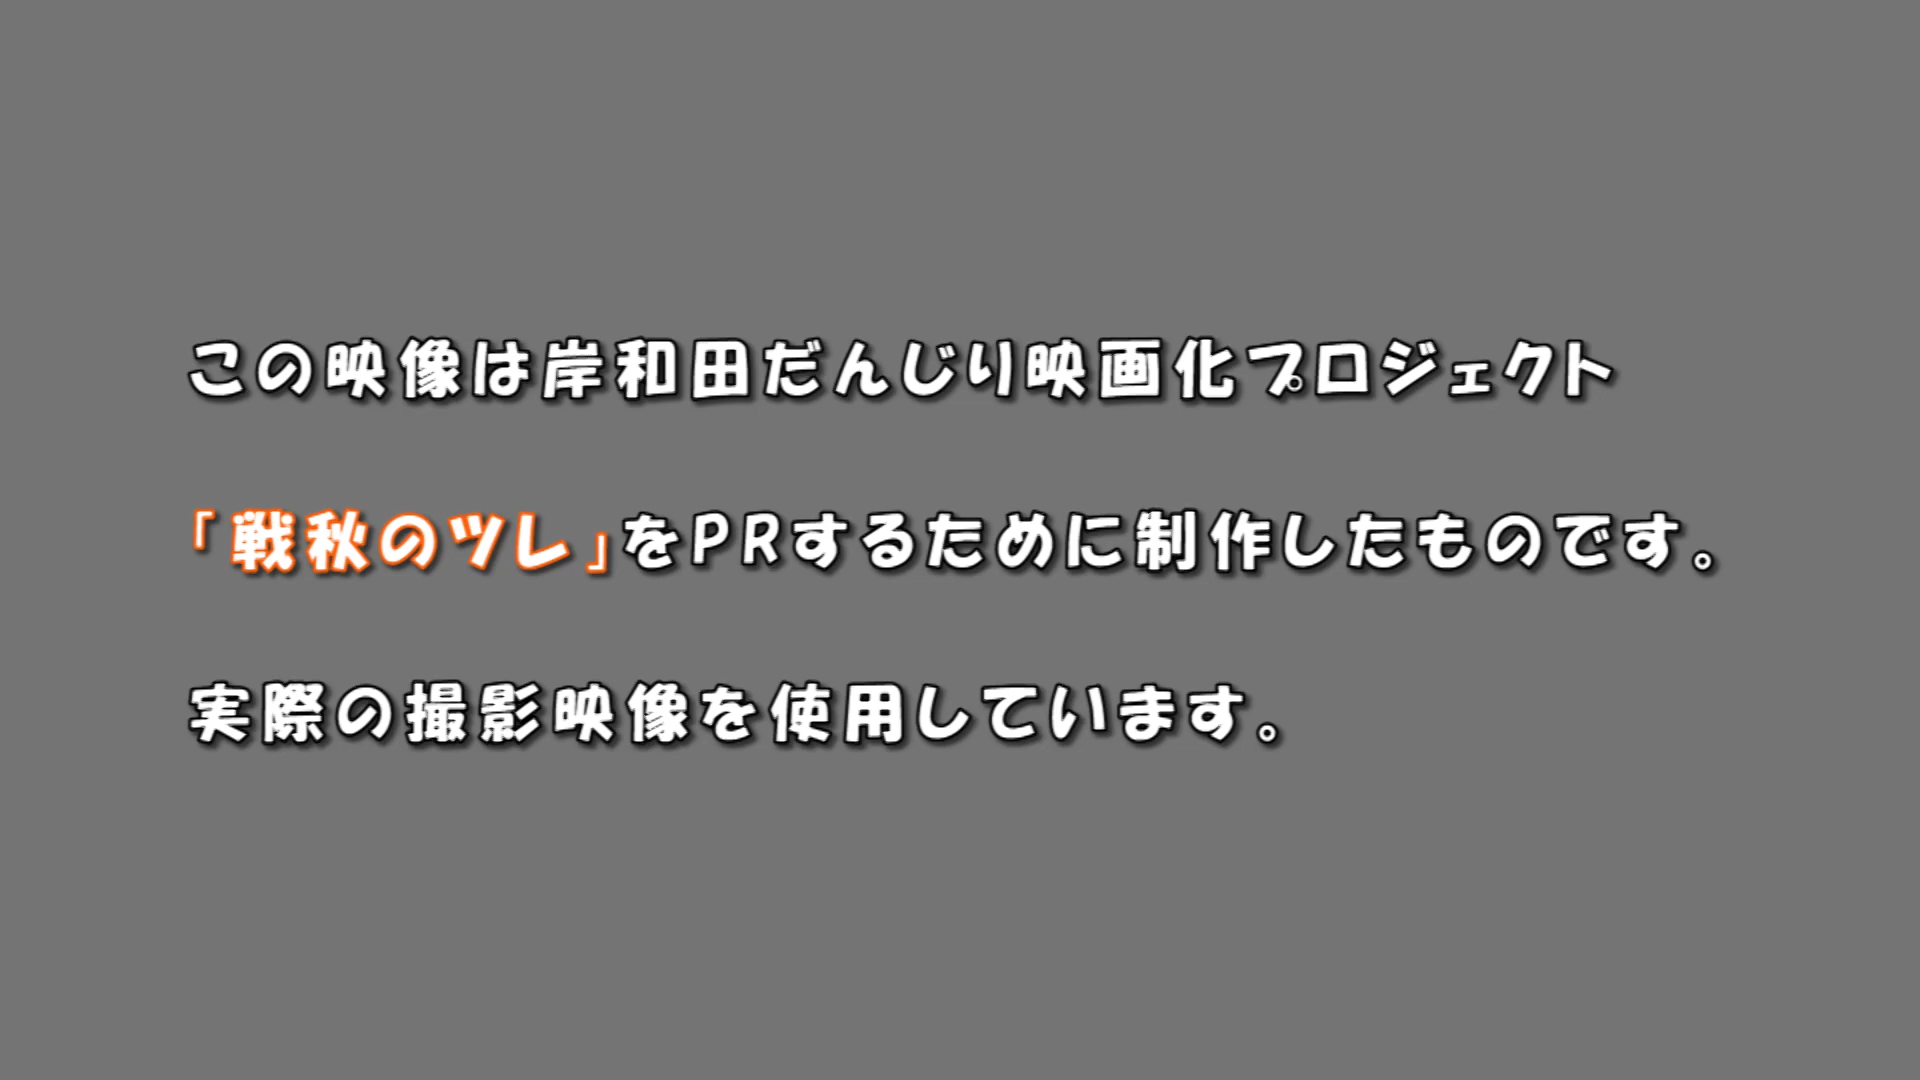 この映像は岸和田だんじり映画化プロジェクト
「戦秋のツレ」をPRするために制作したものです。
実際の撮影映像を使用しています。